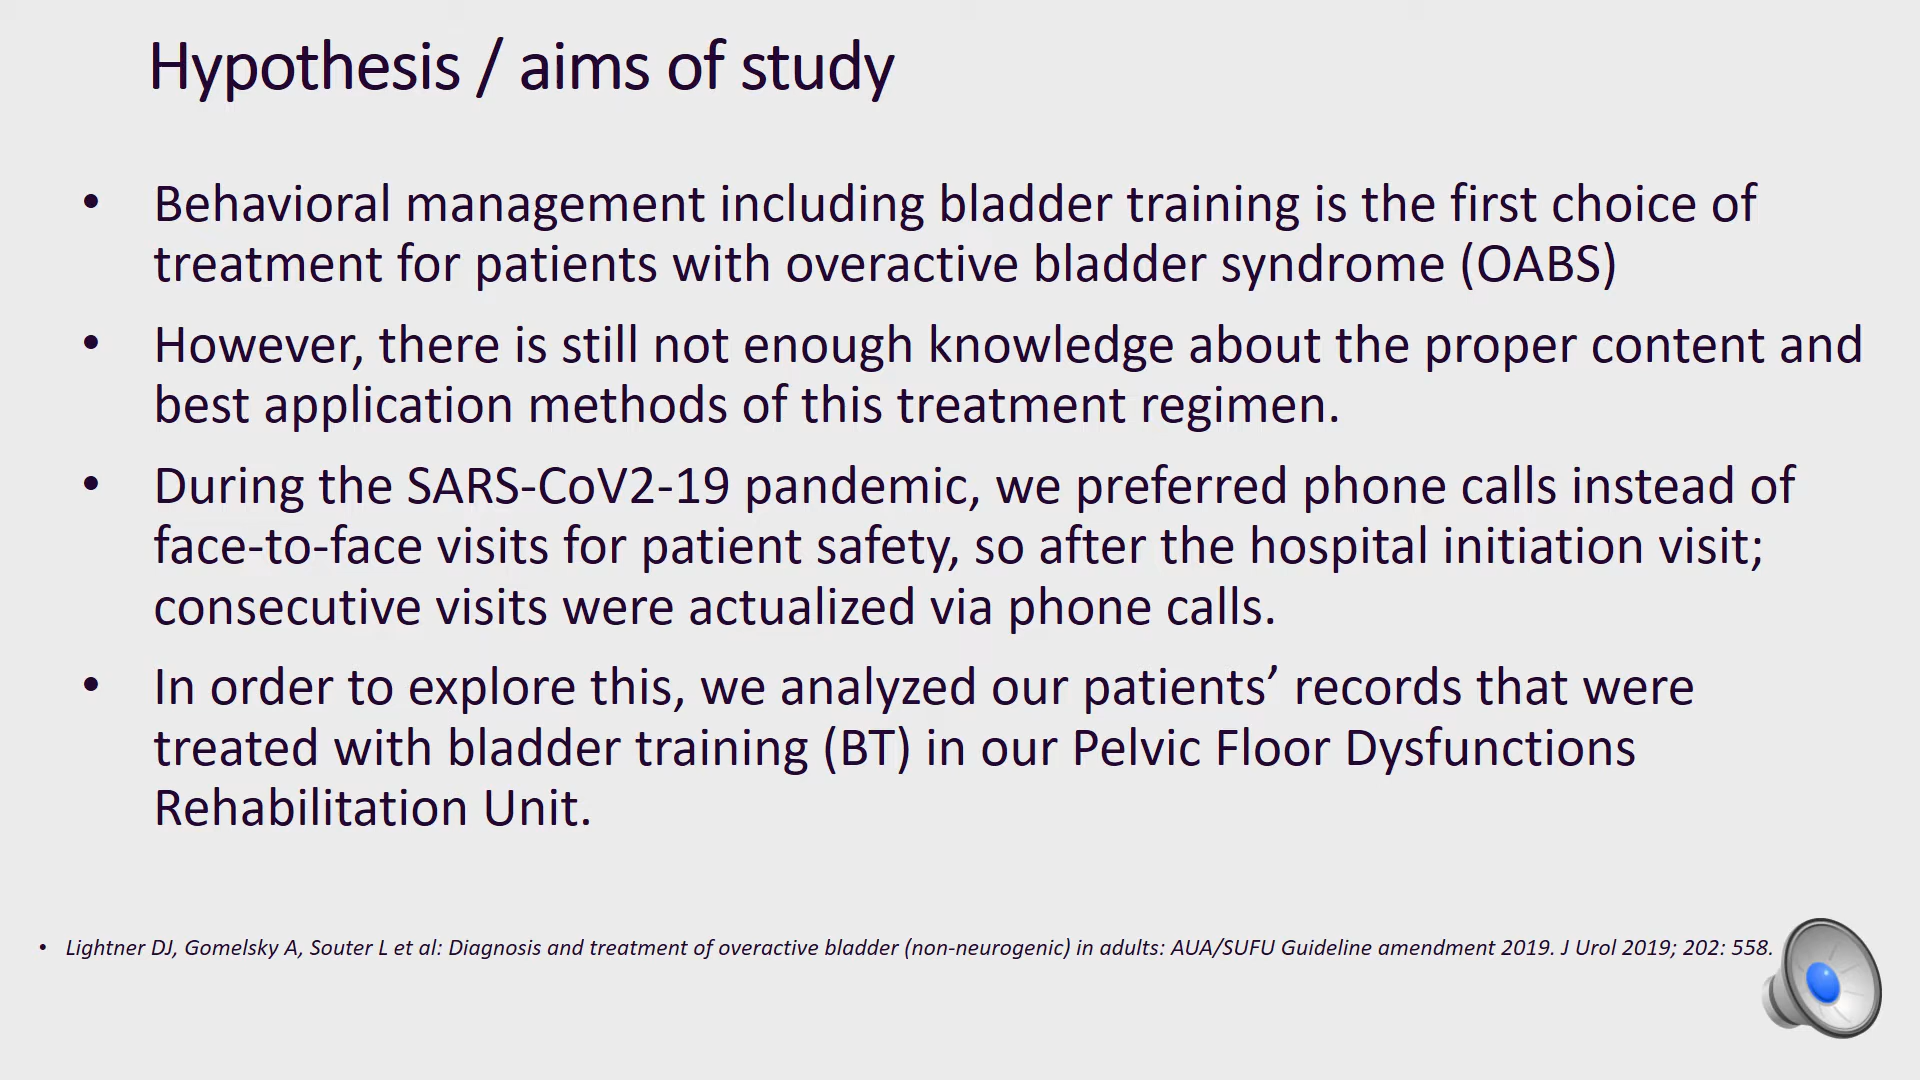 Hypothesis / aims of study
• Behavioral management including bladder training is the first choice of
treatment for patients with overactive bladder syndrome (OABS)
• However, there is still not enough knowledge about the proper content and
best application methods of this treatment regimen.
• During the SARS-CoV2-19 pandemic, we preferred phone calls instead of
face-to-face visits for patient safety, so after the hospital initiation visit;
consecutive visits were actualized via phone calls.
• In order to explore this, we analyzed our patients’ records that were
treated with bladder training (BT) in our Pelvic Floor Dysfunctions
Rehabilitation Unit.
• Lightner DJ, Gomelsky A, Souter L et al: Diagnosis and treatment of overactive bladder (non-neurogenic) in adults: AUA/SUFU Guideline amendment 2019. J Urol 2019; 202: 558.